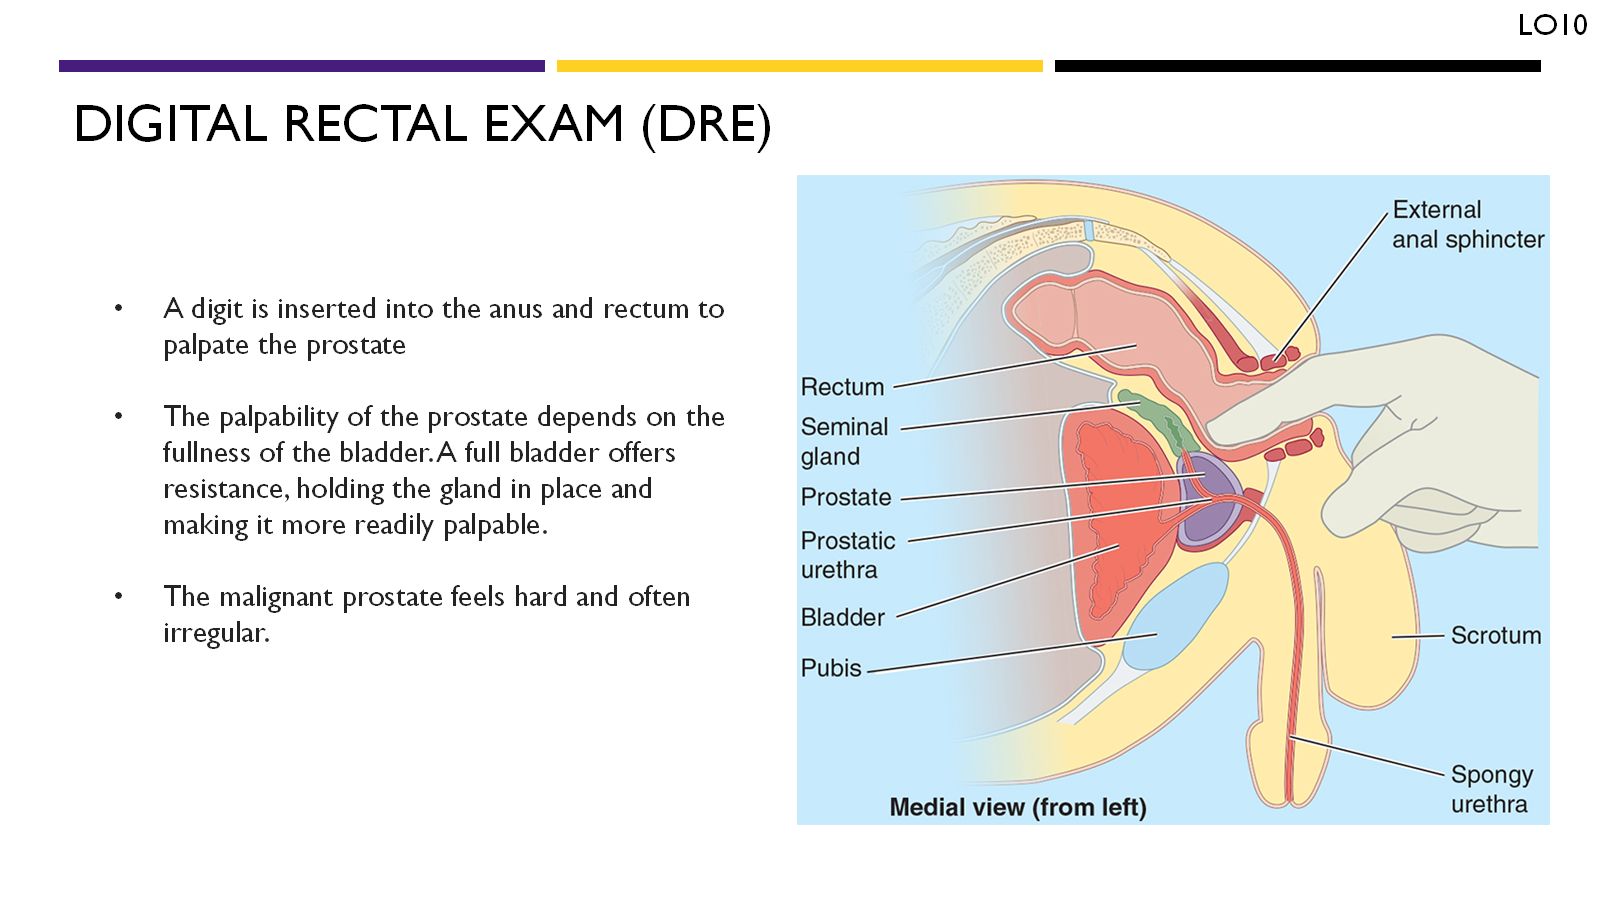 LO10
DIGITAL RECTAL EXAM (DRE)
• A digit is inserted into the anus and rectum to
palpate the prostate
• The palpability of the prostate depends on the
fullness of the bladder. A full bladder offers
resistance, holding the gland in place and
making it more readily palpable.
• The malignant prostate feels hard and often
irregular.
External
anal sphincter
Rectum
Seminal
gland
Prostate
Prostatic
urethra
Bladder
Pubis
Scrotum
Spongy
urethra
Medial view (from left)